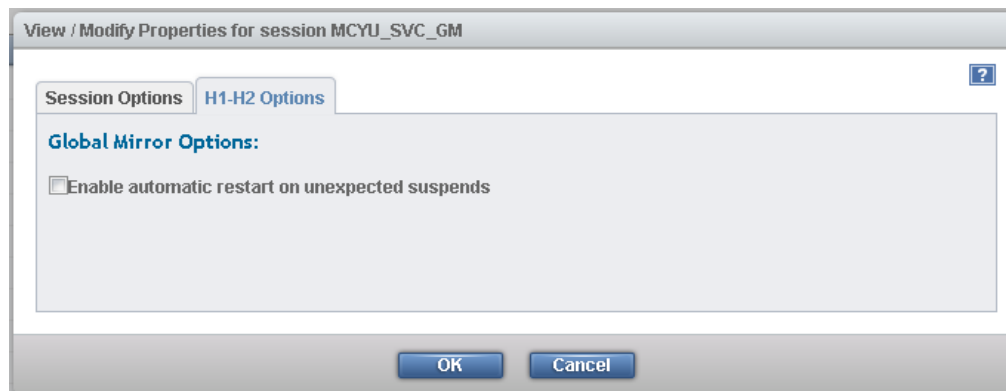 View / Modify Properties for session MCYU_SVC_GM
?
Session Options H1-H2 Options
Global Mirror Options:
Enable automatic restart on unexpected suspends
OK Cancel